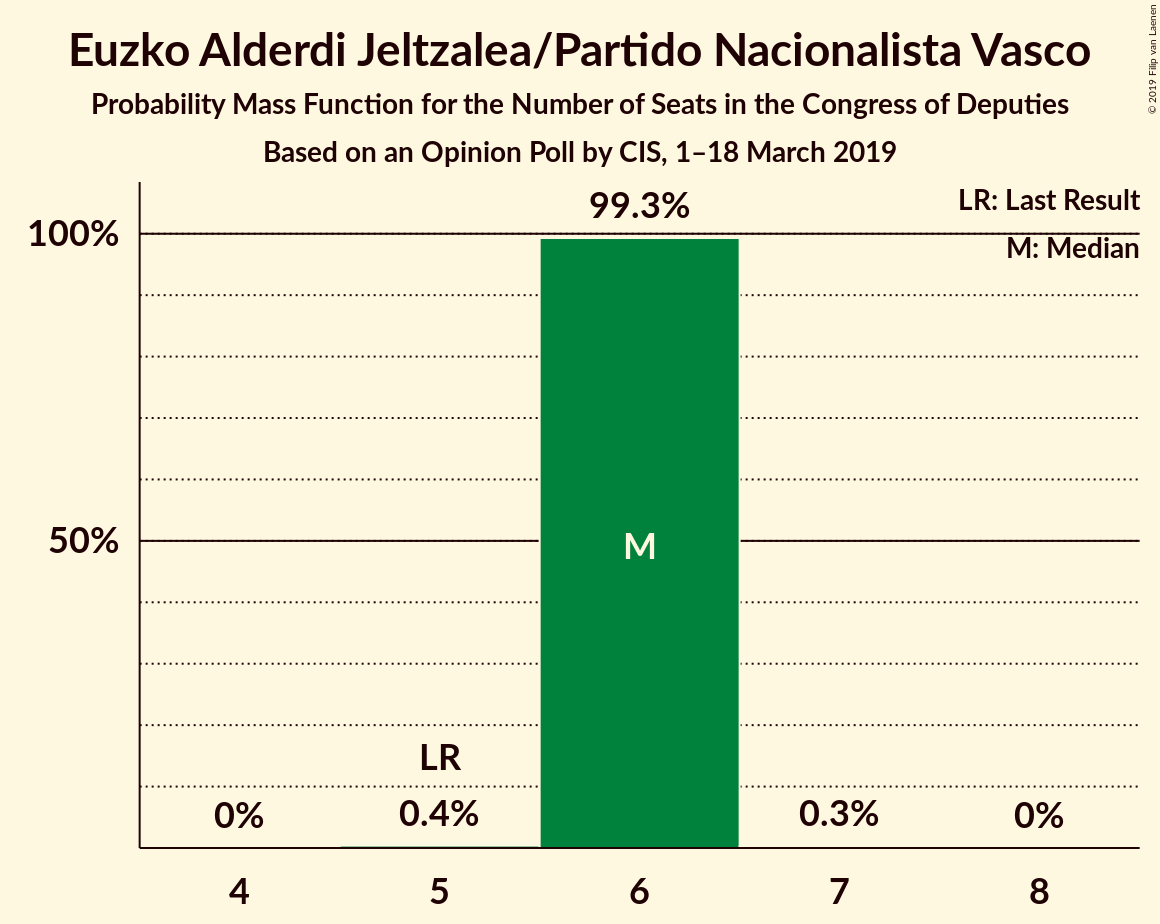 Euzko Alderdi Jeltzalea/Partido Nacionalista Vasco
Probability Mass Function for the Number of Seats in the Congress of Deputies
Based on an Opinion Poll by CIS, 1–18 March 2019
© 2019 Filip van Laenen
LR: Last Result
M: Median
99.3%
100%
50%
M
LR
0%
0.4%
0.3%
0%
4
5
6
7
8